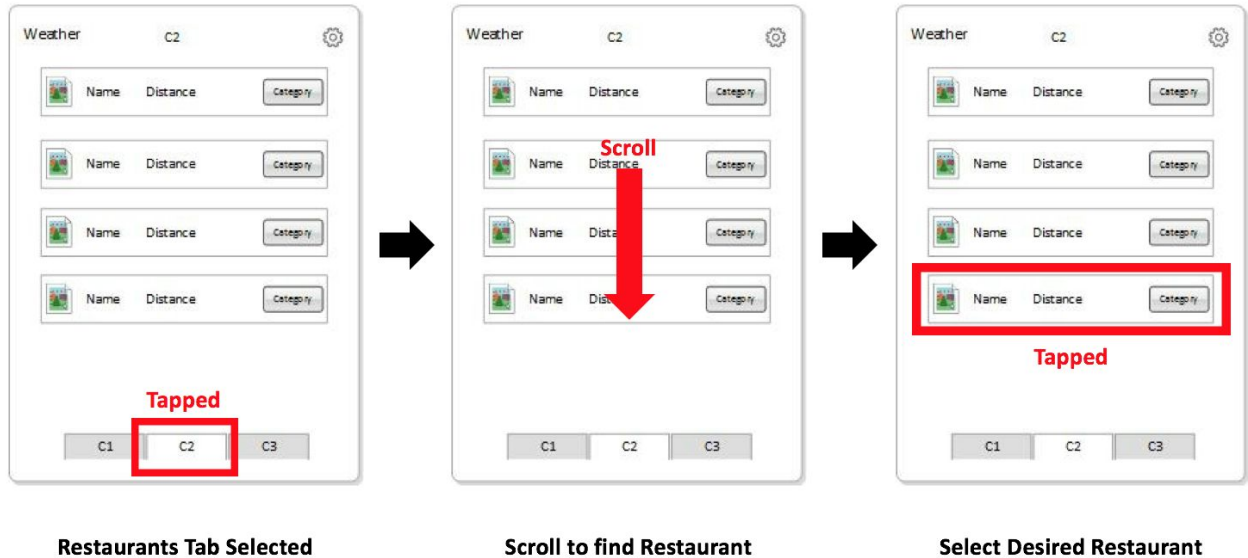 Weather C2
Name Distance Category
Name Distance Category
Name Distance Category
Name Distance Category
Tapped
C1 C2 C3
Restaurants Tab Selected
Weather C2
Name Distance Category
Scroll
Name Distance Category
Name Dista Category
Name Dist Category
C1 C2 C3
Scroll to find Restaurant
Weather C2
Name Distance Category
Name Distance Category
Name Distance Category
Name Distance Category
Tapped
C1 C2 C3
Select Desired Restaurant